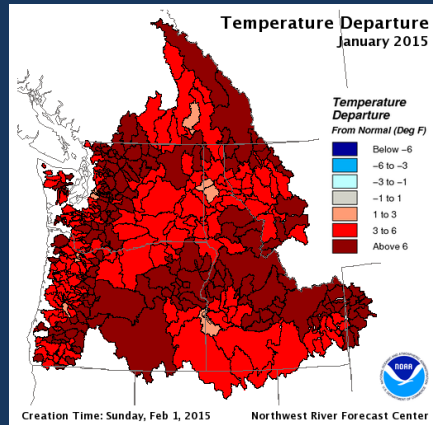 Temperature Departure
January 2015
Temperature
Departure
From Normal (Deg F)
Below −6
−6 to −3
−3 to −1
−1 to 1
1 to 3
3 to 6
Above 6
NOAA
Creation Time: Sunday, Feb 1, 2015
Northwest River Forecast Center